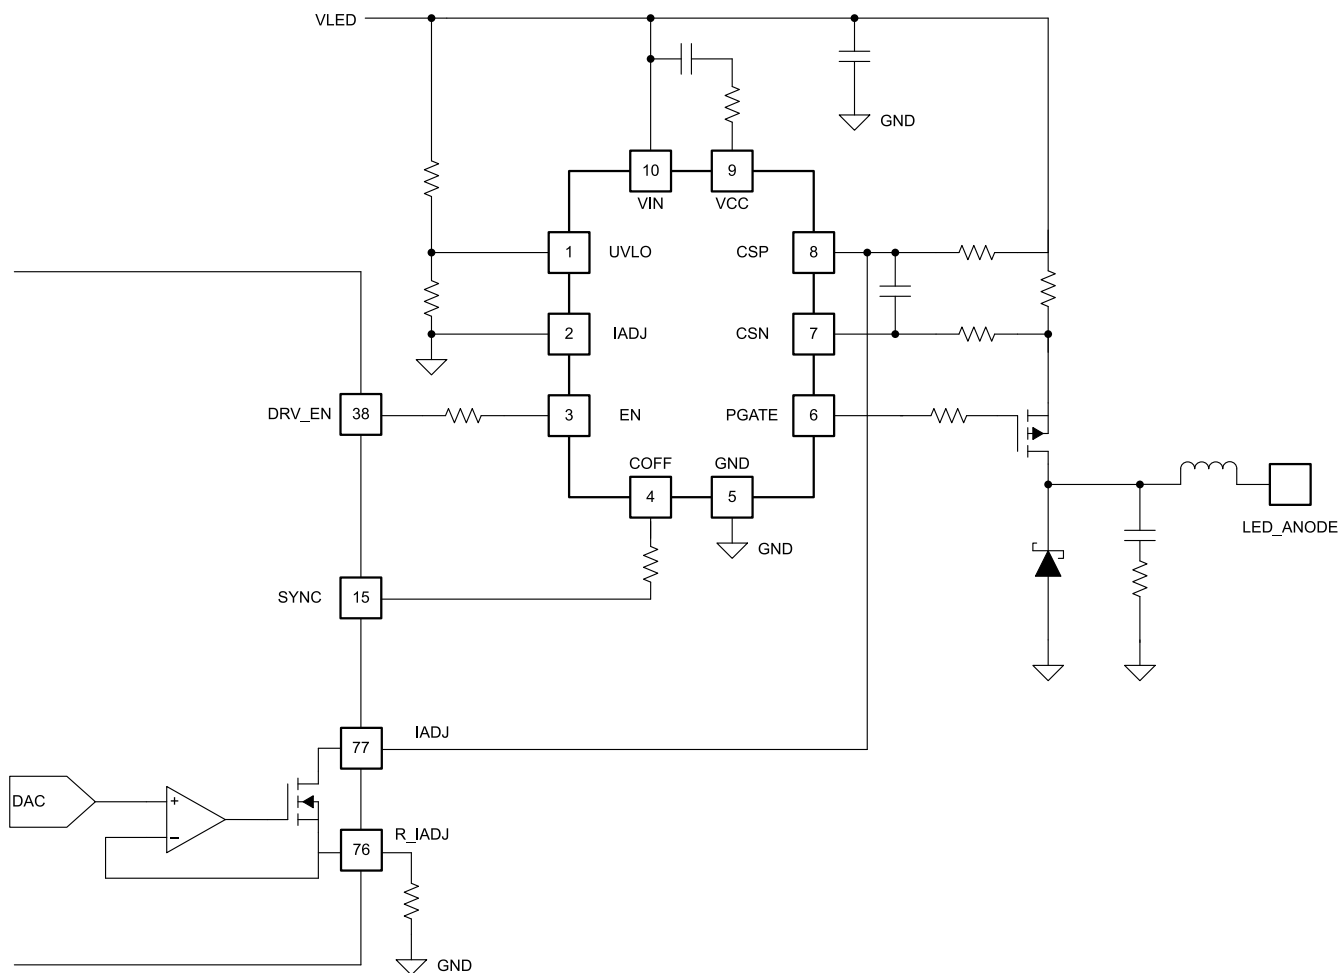 VLED
GND
10
9
VIN
VCC
1
UVLO
CSP
8
2
IADJ
CSN
7
DRV_EN
38
3
EN
PGATE
6
COFF
GND
4
5
GND
LED_ANODE
SYNC
15
IADJ
77
DAC
+
−
R_IADJ
76
GND